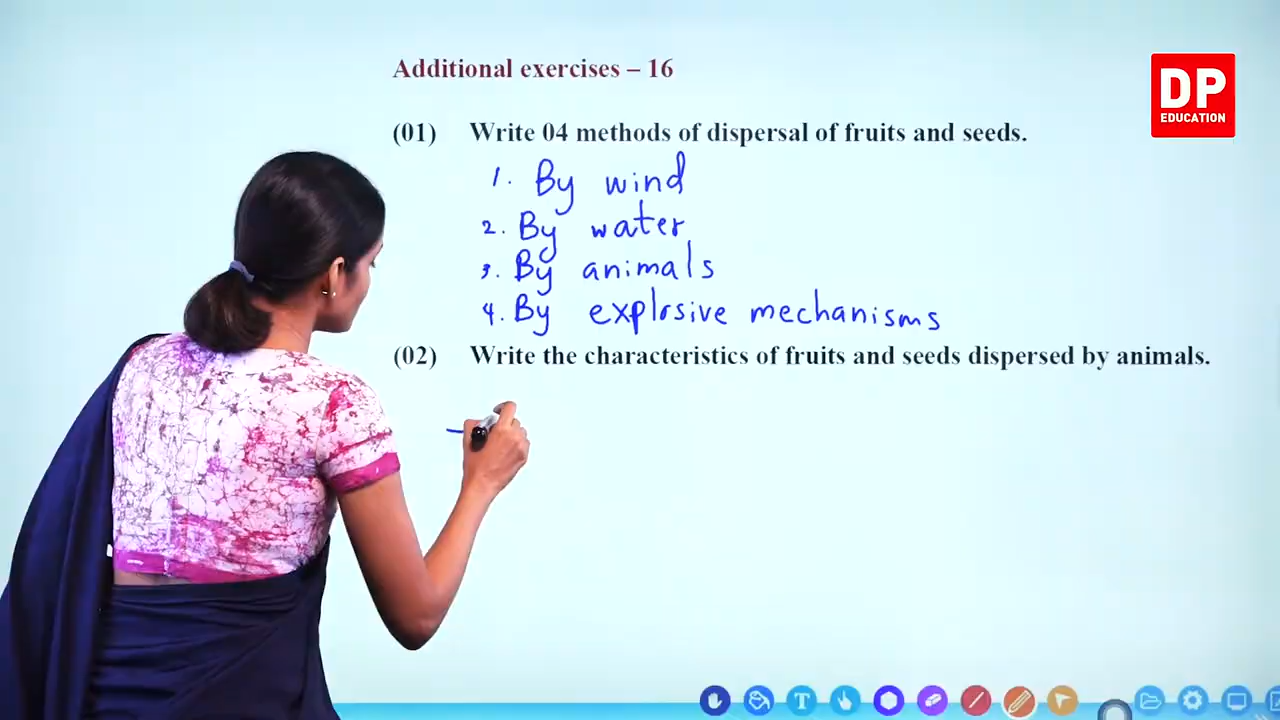 Additional exercises – 16
DP
EDUCATION
(01) Write 04 methods of dispersal of fruits and seeds.
1. By wind
2. By water
3. By animals
4. By explosive mechanisms
(02) Write the characteristics of fruits and seeds dispersed by animals.